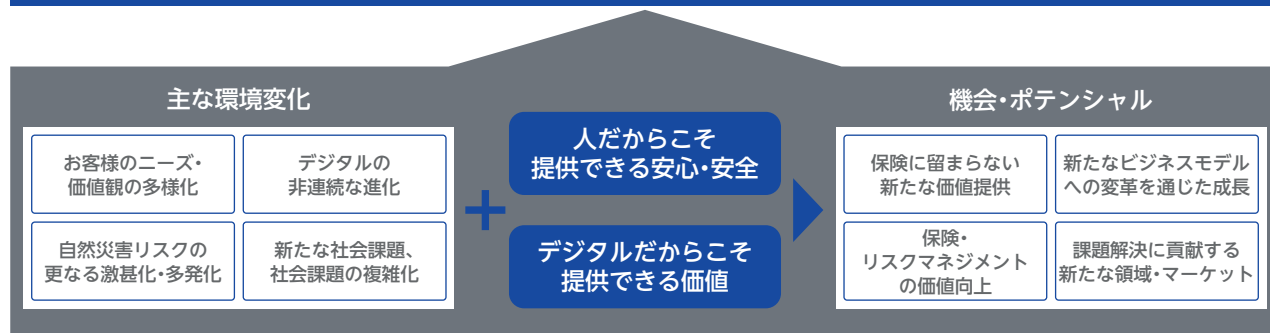 主な環境変化
お客様のニーズ・
価値観の多様化
デジタルの
非連続な進化
自然災害リスクの
更なる激甚化・多発化
新たな社会課題、
社会課題の複雑化
+
人だからこそ
提供できる安心・安全
デジタルだからこそ
提供できる価値
機会・ポテンシャル
保険に留まらない
新たな価値提供
新たなビジネスモデル
への変革を通じた成長
保険・
リスクマネジメント
の価値向上
課題解決に貢献する
新たな領域・マーケット